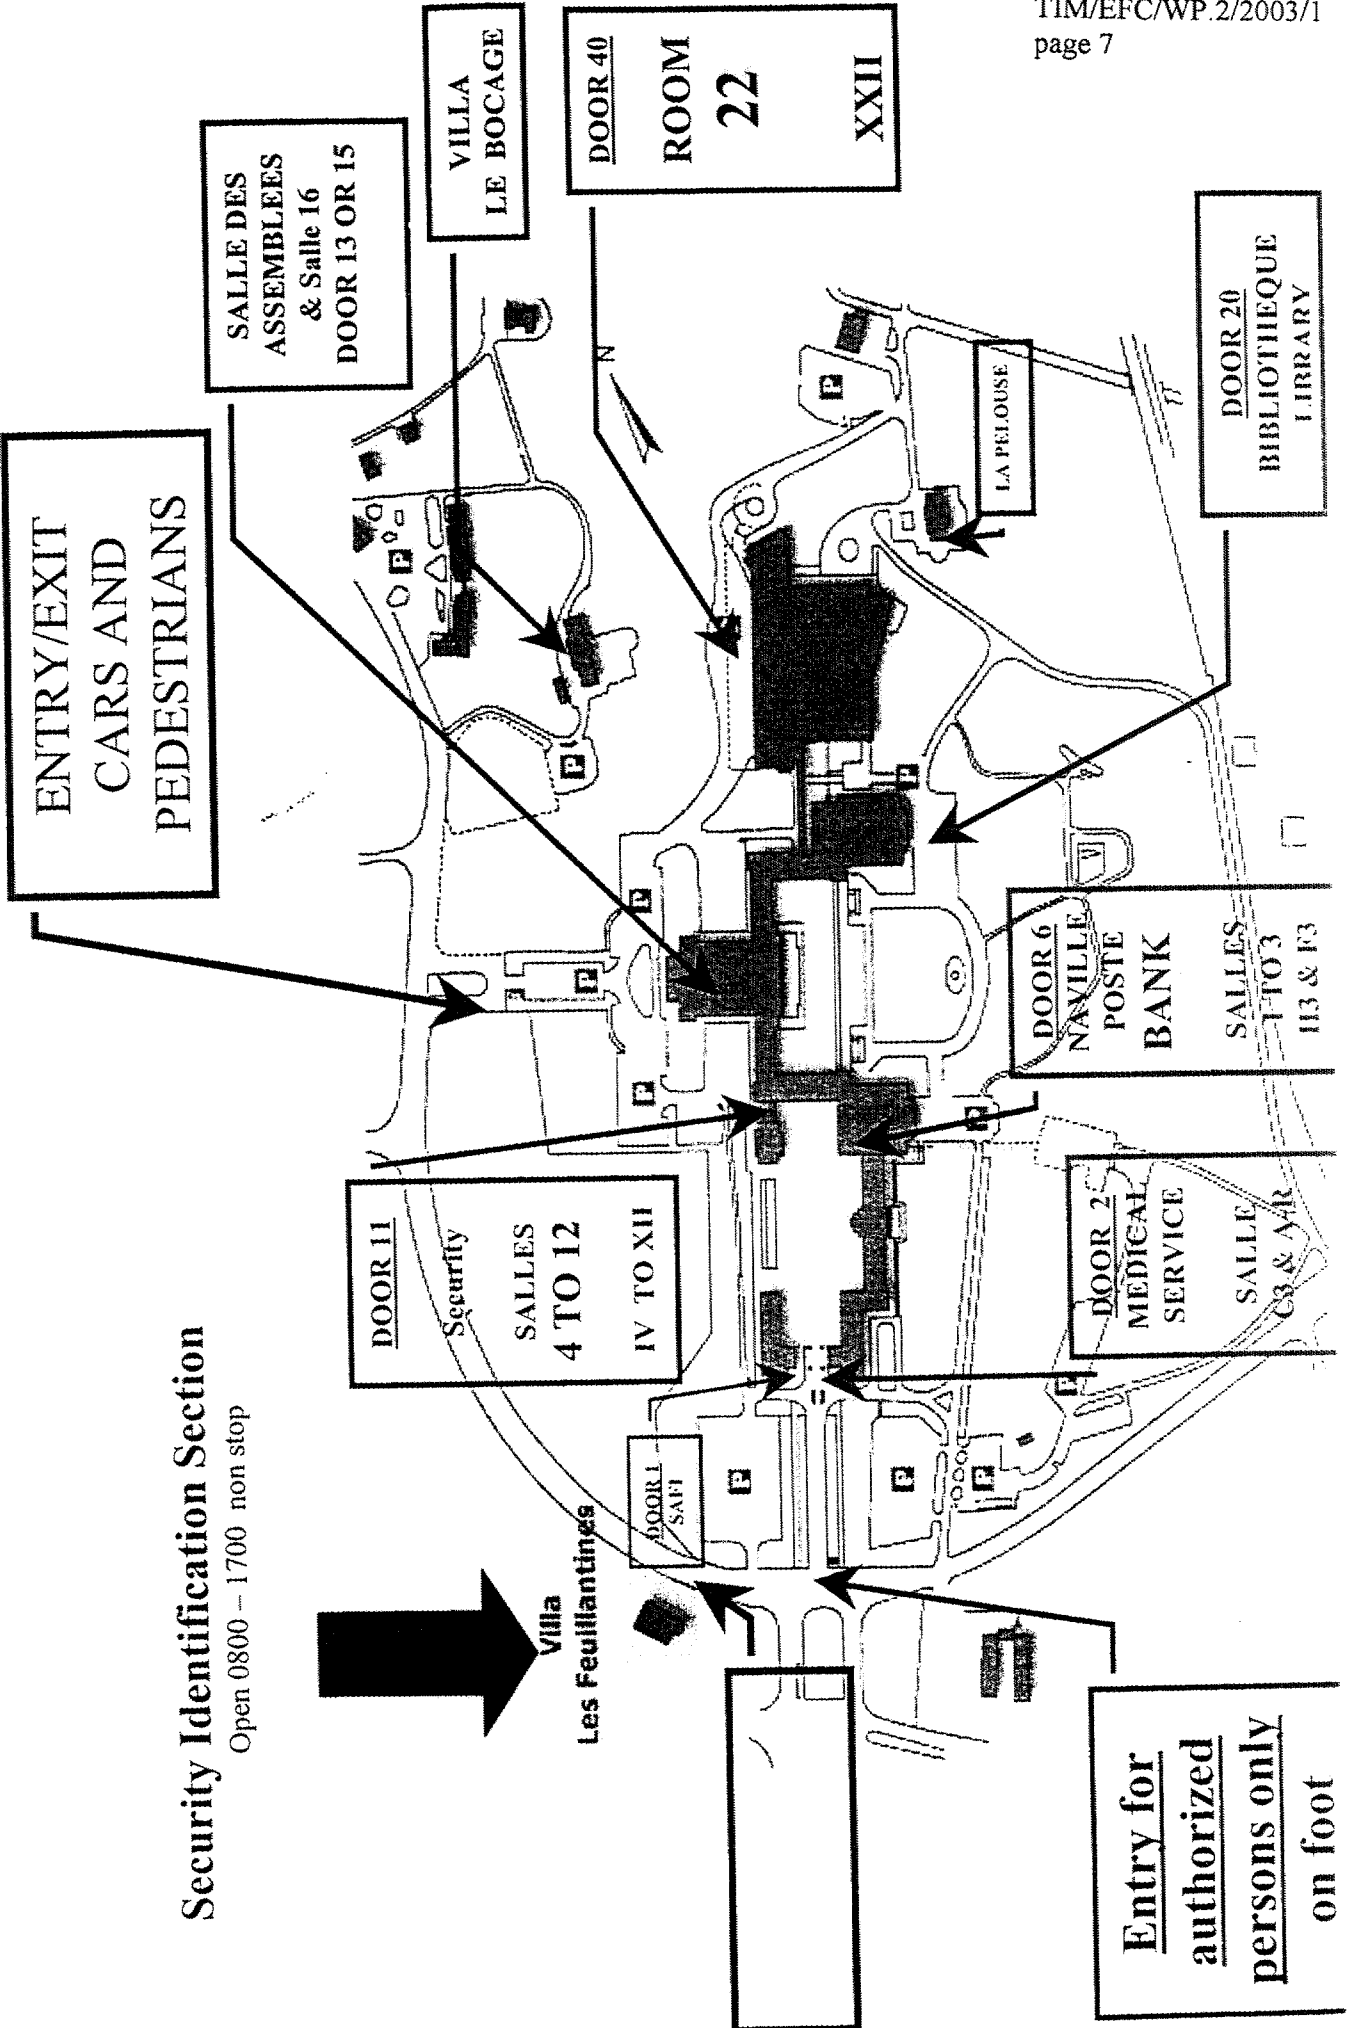 TIM/EFC/WP.2/2003/1
page 7
Security Identification Section
Open 0800 – 1700 non stop
ENTRY/EXIT
CARS AND
PEDESTRIANS
SALLE DES
ASSEMBLEES
& Salle 16
DOOR 13 OR 15
VILLA
LE BOCAGE
DOOR 40
ROOM
22
XXII
N
DOOR 11
Security
SALLES
4 TO 12
IV TO XII
Villa
Les Feuillantines
DOOR 1
SAFI
P
P
P
P
P
P
P
P
P
P
P
P
P
LA PELOUSE
DOOR 20
BIBLIOTHEQUE
LIBRARY
DOOR 6
NAVILLE
POSTE
BANK
SALLES
1 TO 3
H3 & F3
DOOR 2
MEDICAL
SERVICE
SALLE
C3 & A/R
Entry for
authorized
persons only
on foot